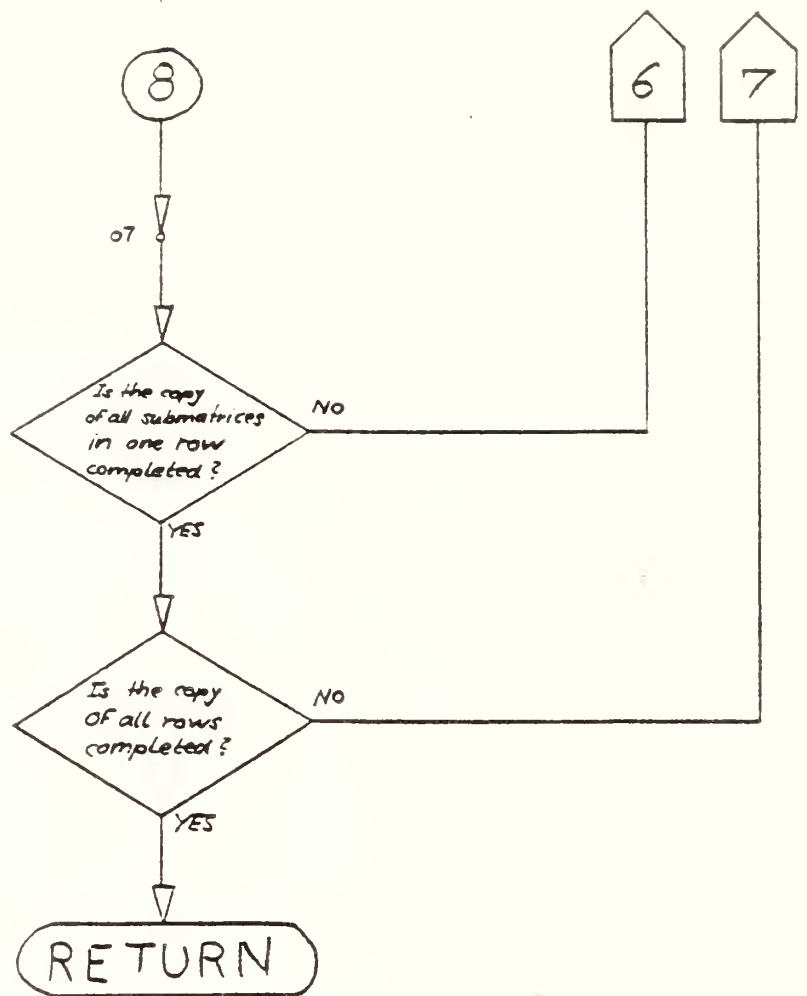 8
6
7
07
Is the copy
of all submatrices
in one row
completed?
NO
YES
Is the copy
OF all rows
completed?
NO
YES
RETURN